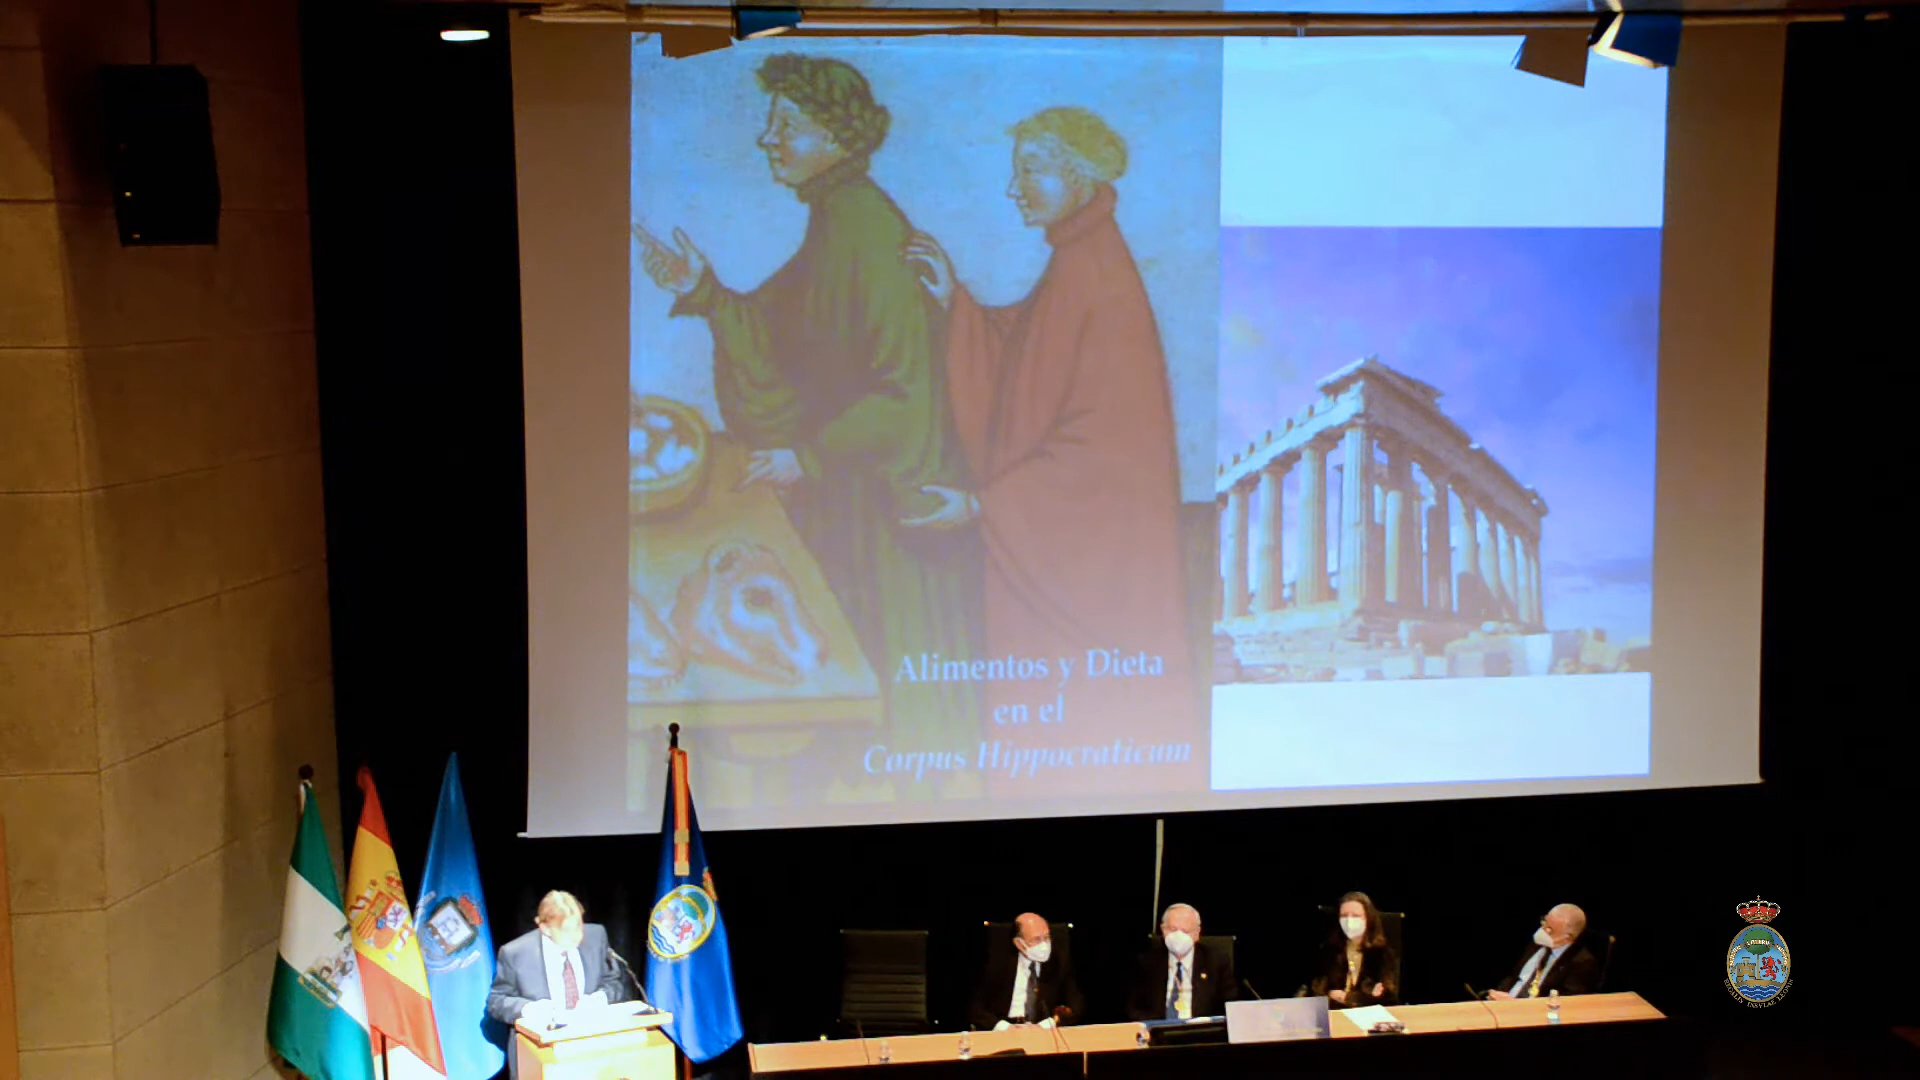 Alimentos y Dieta
en el
Corpus Hippocraticum